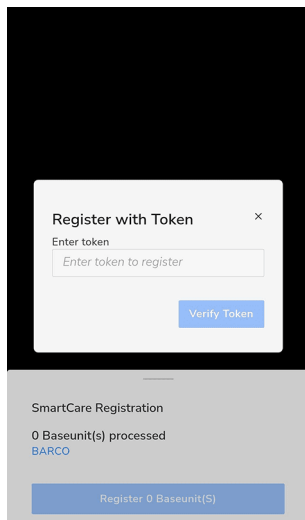 Register with Token
Enter token
Enter token to register
Verify Token
SmartCare Registration
0 Baseunit(s) processed
BARCO
Register 0 Baseunit(S)